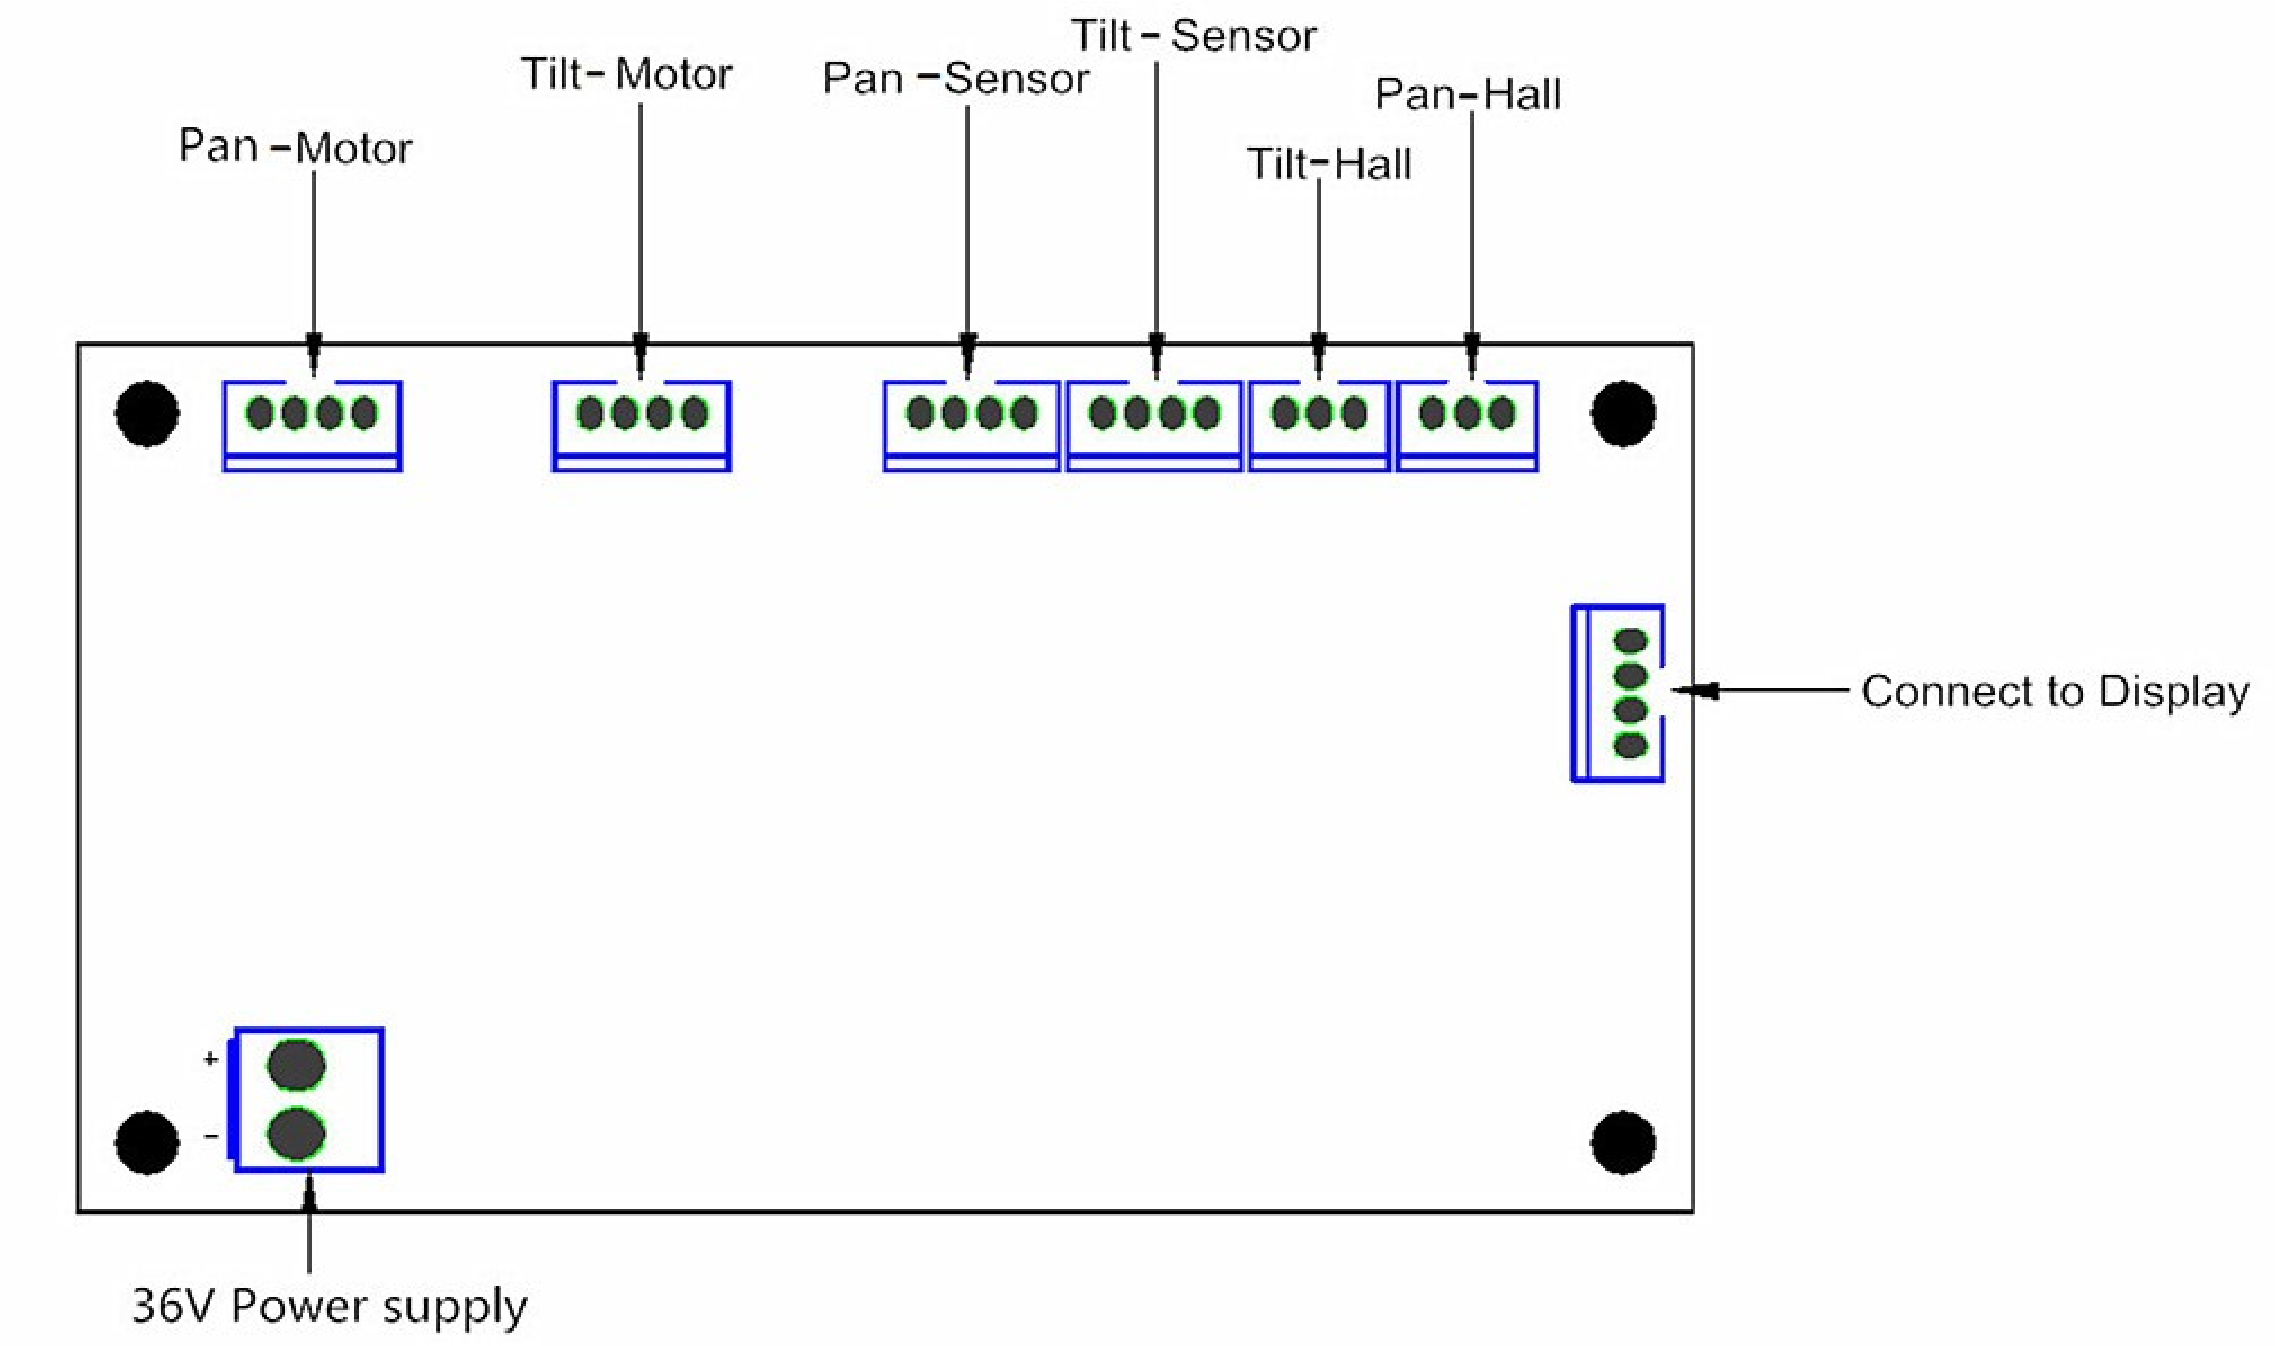 Tilt-Sensor
Tilt-Motor
Pan-Sensor
Pan-Hall
Pan-Motor
Tilt-Hall
Connect to Display
+
-
36V Power supply